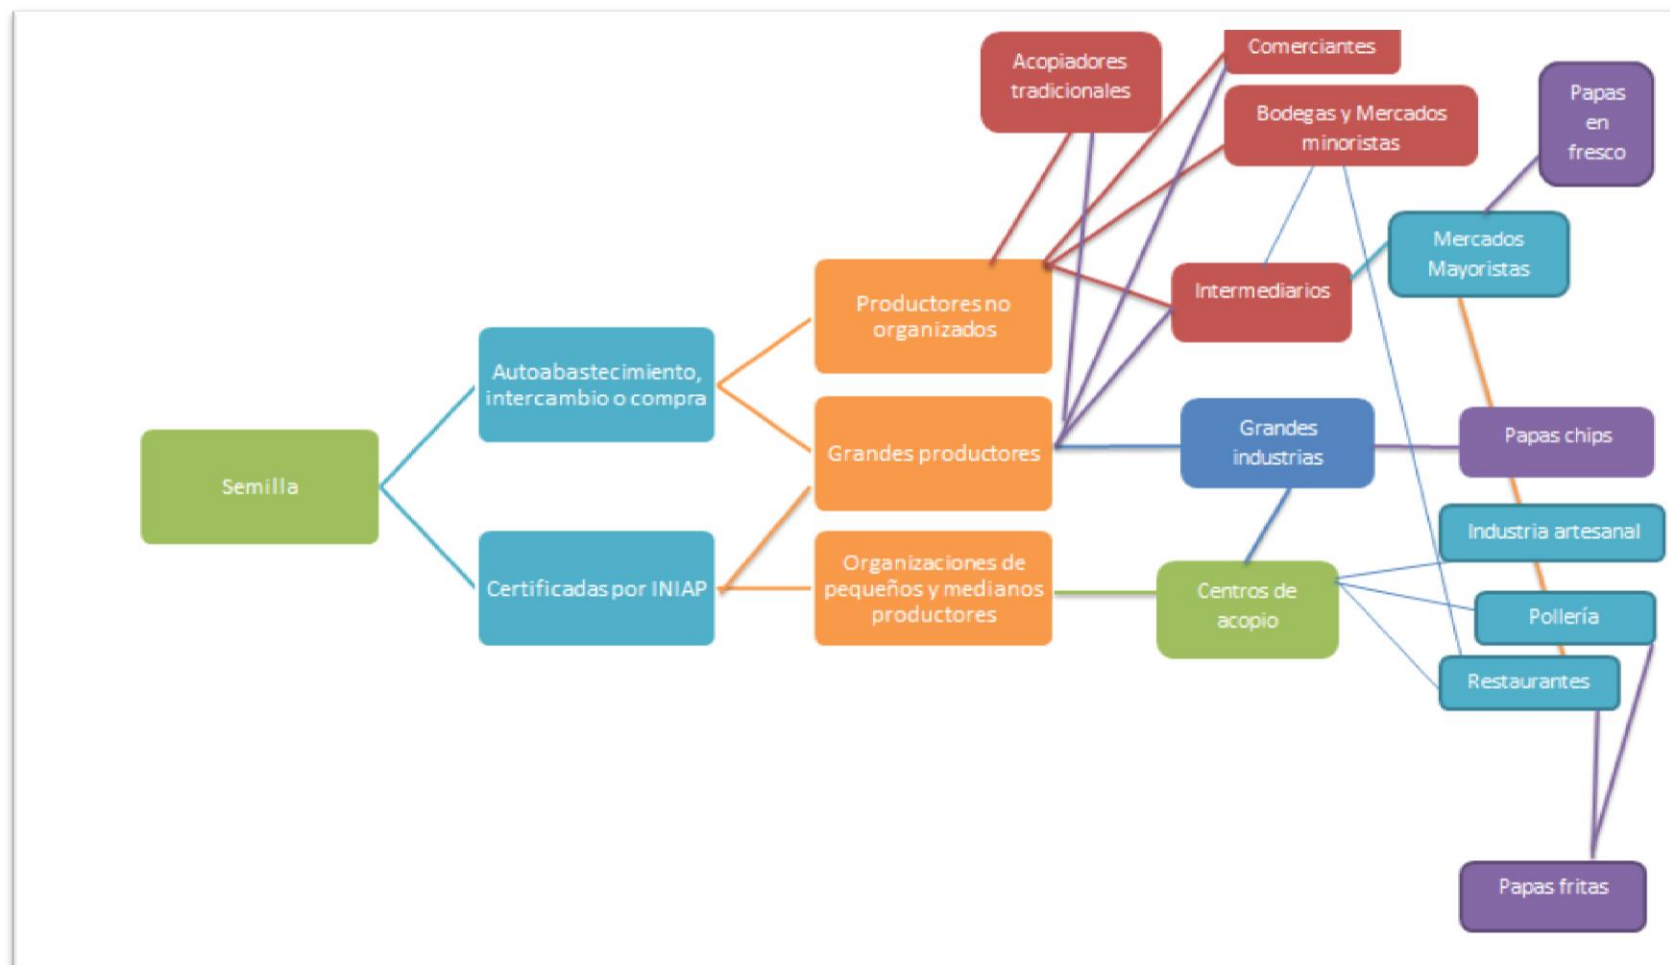 Semilla
Autoabastecimiento,
intercambio o compra
Certificadas por INIAP
Productores no
organizados
Grandes productores
Organizaciones de
pequeños y medianos
productores
Acopiadores
tradicionales
Comerciantes
Bodegas y Mercados
minoristas
Intermediarios
Grandes
industrias
Centros de
acopio
Papas
en
fresco
Mercados
Mayoristas
Papas chips
Industria artesanal
Pollería
Restaurantes
Papas fritas